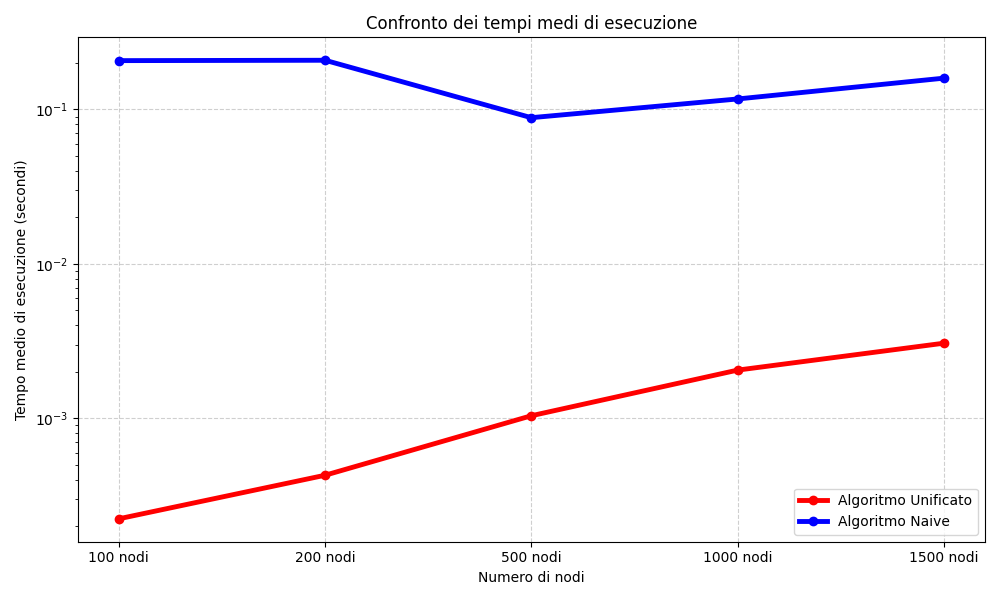 Confronto dei tempi medi di esecuzione
Tempo medio di esecuzione (secondi)
10⁻¹
10⁻²
10⁻³
100 nodi
200 nodi
500 nodi
1000 nodi
1500 nodi
Numero di nodi
Algoritmo Unificato
Algoritmo Naive